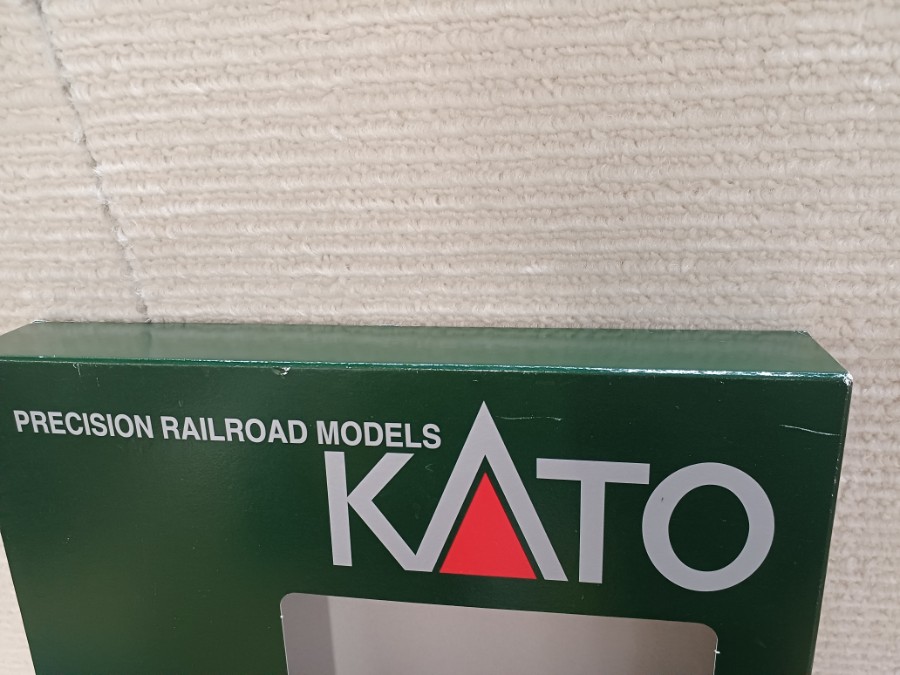 PRECISION RAILROAD MODELS
KATO